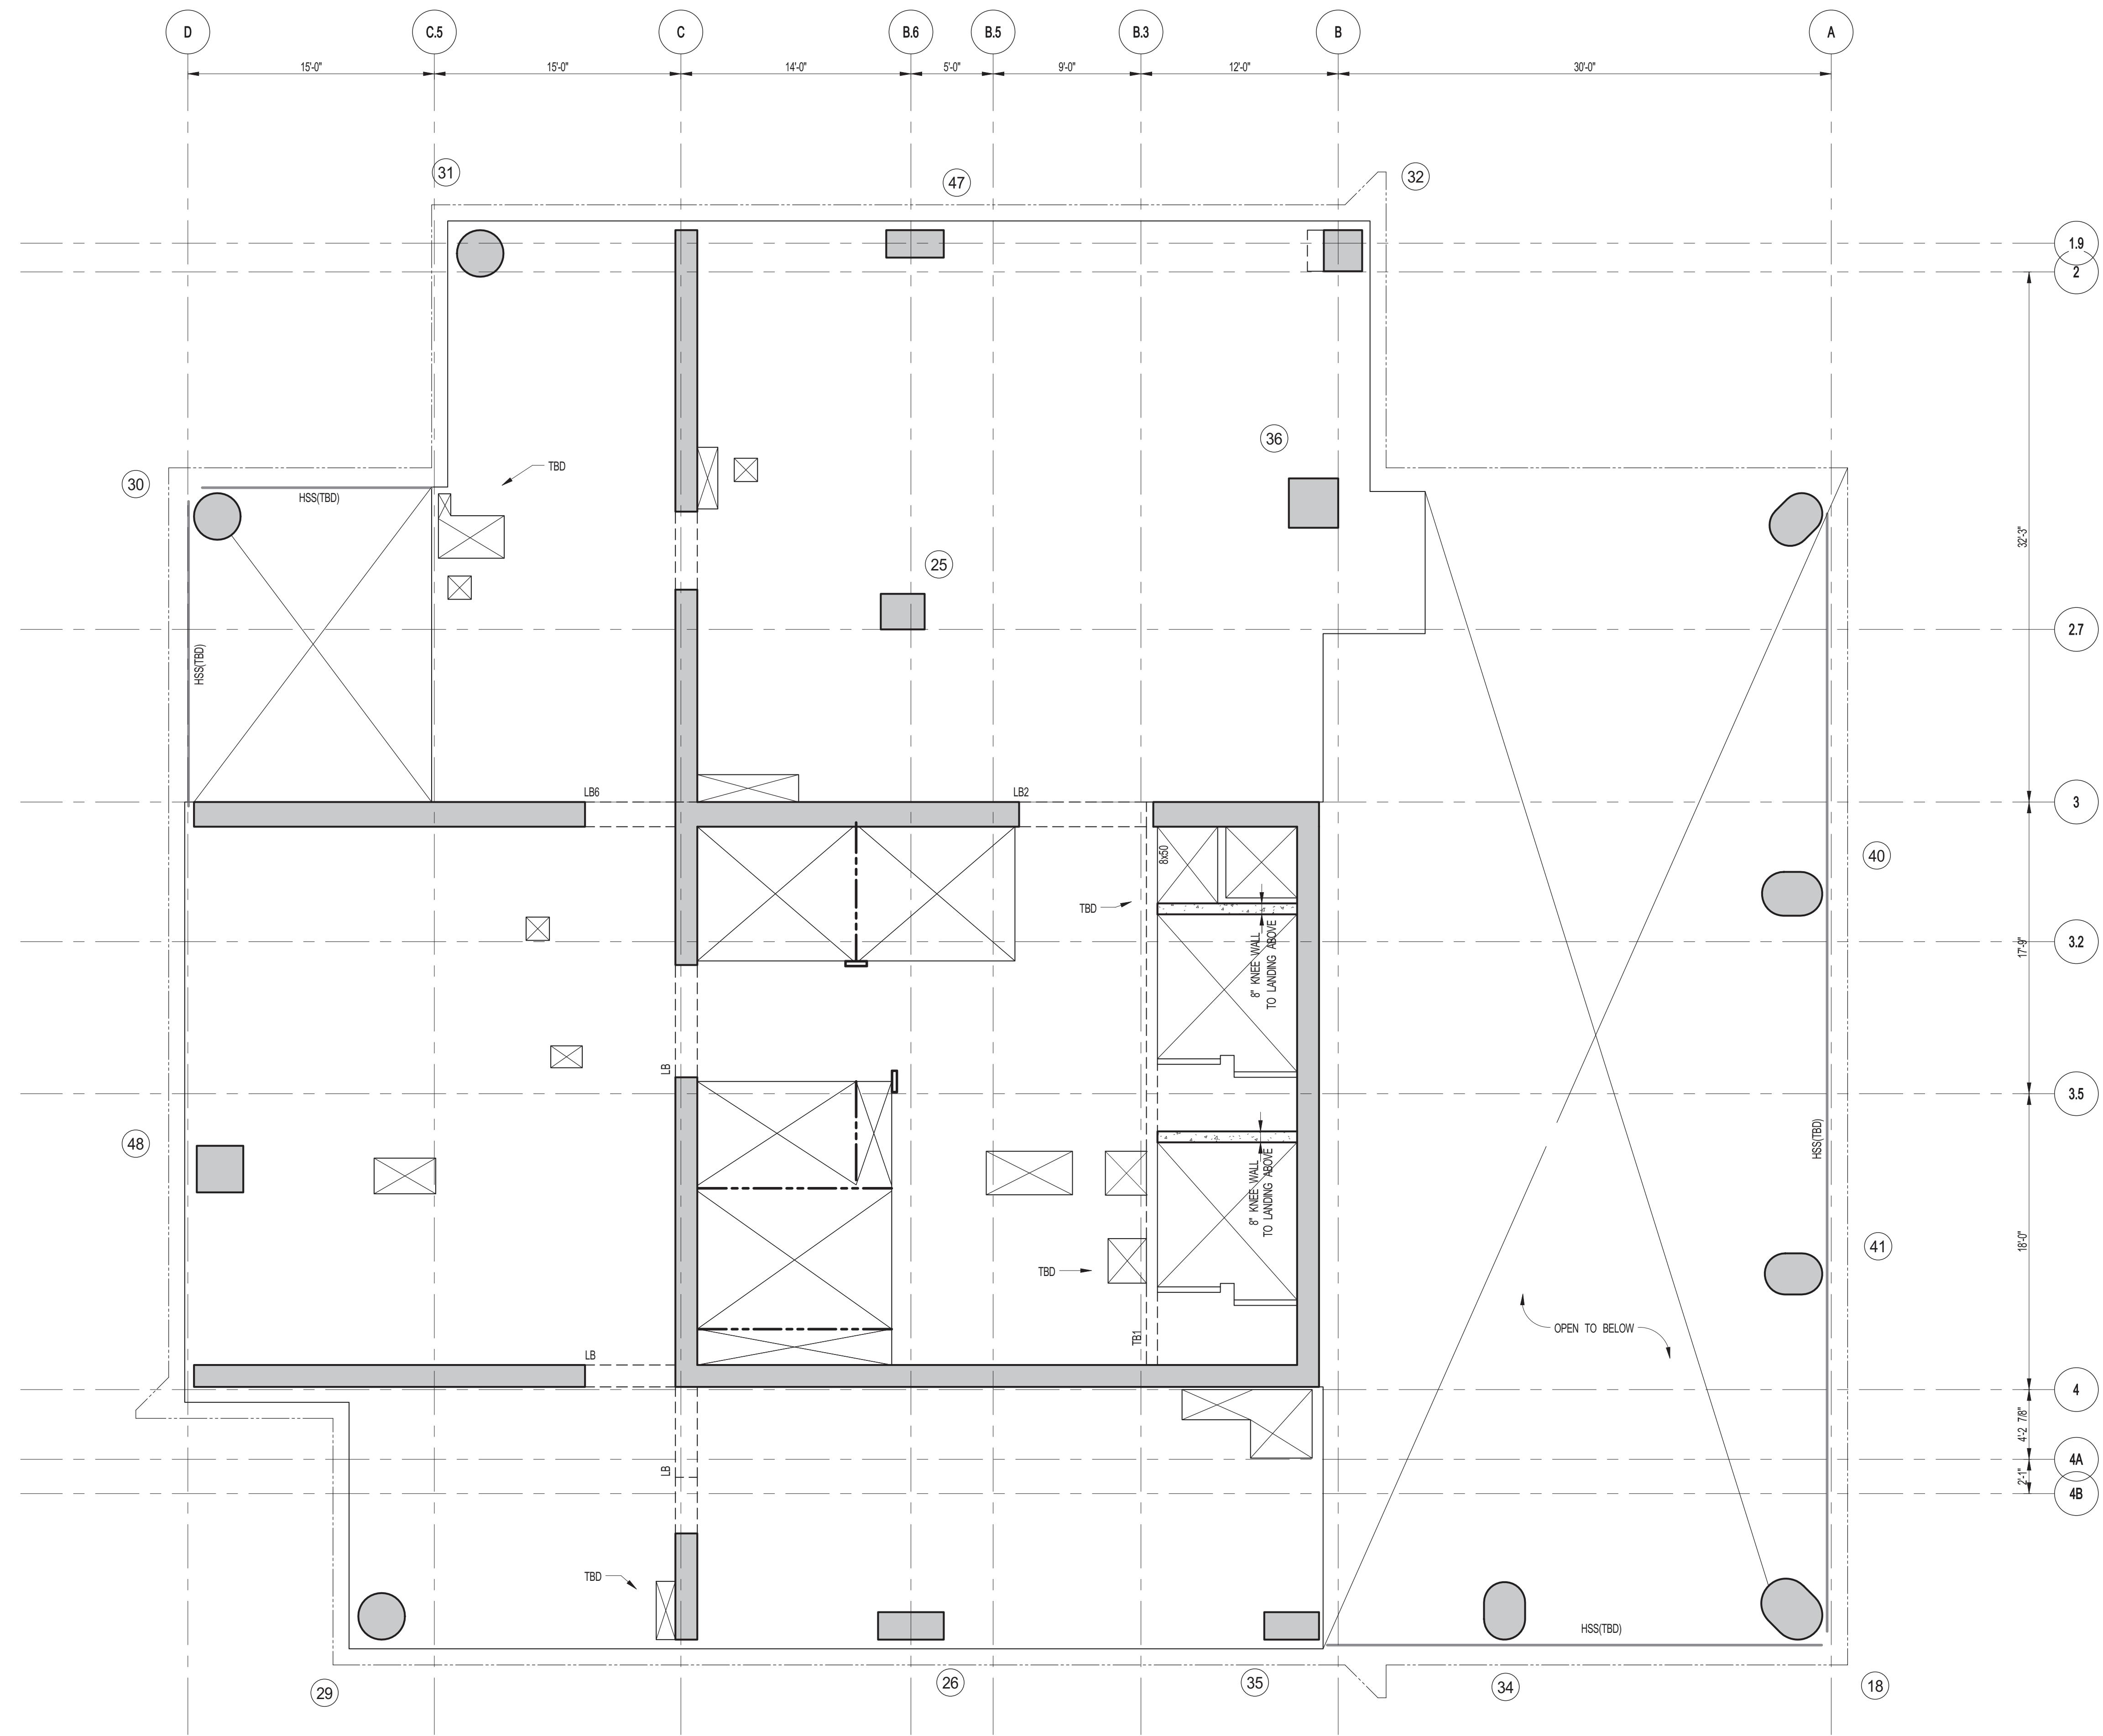 D
C.5
C
B.6
B.5
B.3
B
A
15'-0"
15'-0"
14'-0"
5'-0"
9'-0"
12'-0"
30'-0"
31
47
32
1.9
2
36
TBD
30
HSS(TBD)
32'-3"
25
2.7
HSS(TBD)
LB6
LB2
3
8x50
40
TBD
8" KNEE WALL
TO LANDING ABOVE
3.2
17'-9"
LB
3.5
48
HSS(TBD)
8" KNEE WALL
TO LANDING ABOVE
18'-0"
41
TBD
OPEN TO BELOW
TB1
LB
4
4'-2 7/8"
4A
LB
2'-1"
4B
TBD
HSS(TBD)
29
26
35
34
18